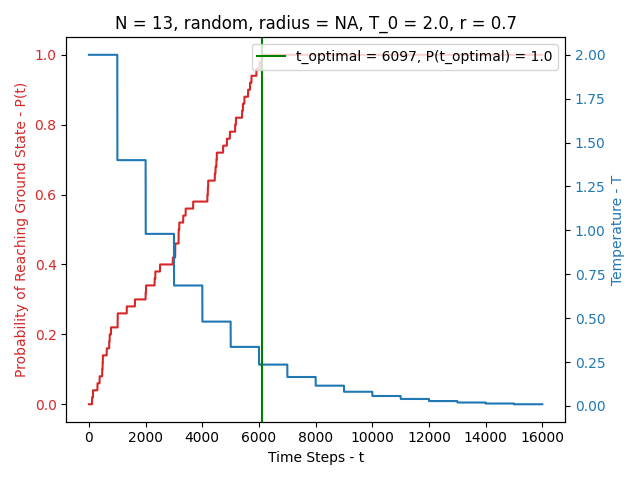 N = 13, random, radius = NA, T_0 = 2.0, r = 0.7
t_optimal = 6097, P(t_optimal) = 1.0
Probability of Reaching Ground State - P(t)
1.0
0.8
0.6
0.4
0.2
0.0
2.00
1.75
1.50
1.25
1.00
0.75
0.50
0.25
0.00
Temperature - T
0 2000 4000 6000 8000 10000 12000 14000 16000
Time Steps - t